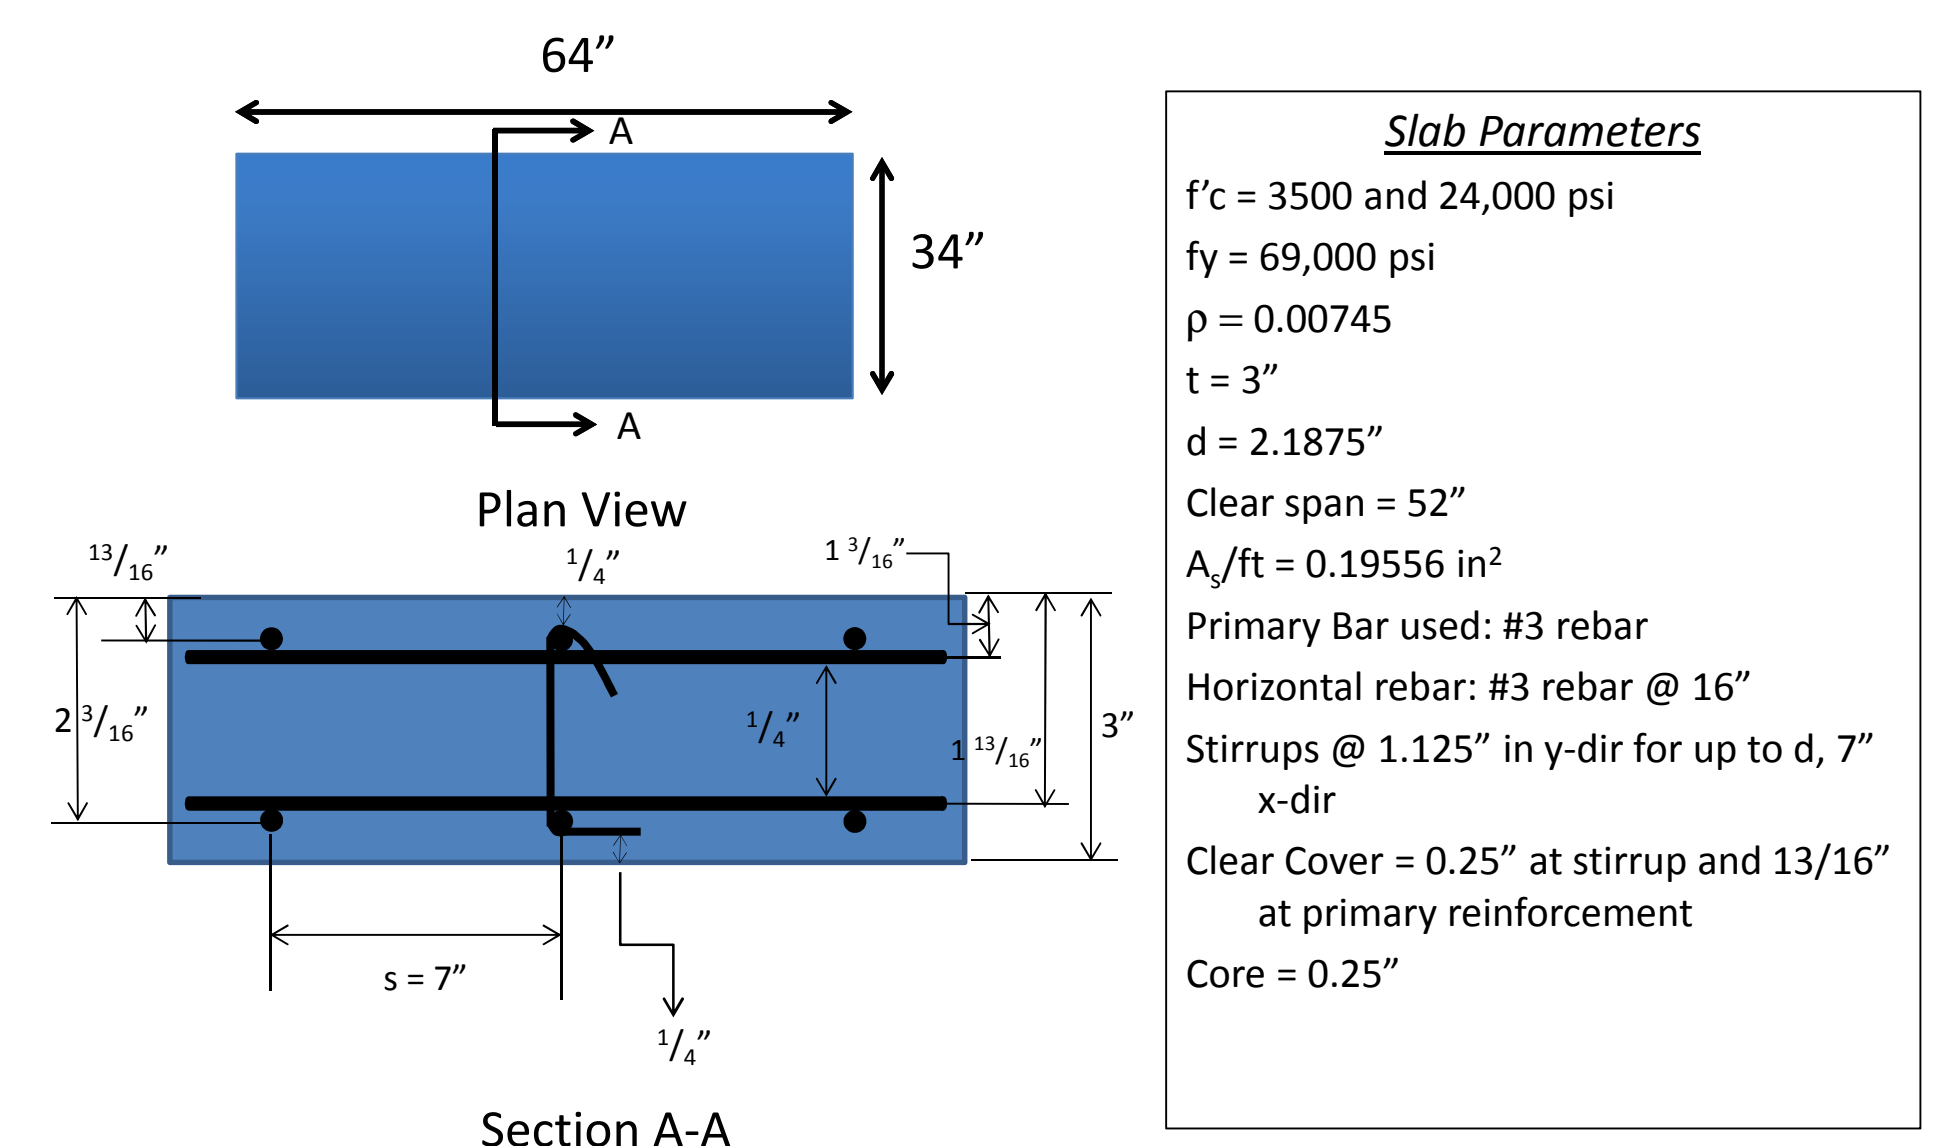 64”
A
34”
A
Plan View
13/16”
1/4”
1 3/16”
2 3/16”
1/4”
1 13/16”
3”
s = 7”
1/4”
Section A-A
Slab Parameters
f’c = 3500 and 24,000 psi
fy = 69,000 psi
ρ = 0.00745
t = 3”
d = 2.1875”
Clear span = 52”
As/ft = 0.19556 in2
Primary Bar used: #3 rebar
Horizontal rebar: #3 rebar @ 16”
Stirrups @ 1.125” in y-dir for up to d, 7”
x-dir
Clear Cover = 0.25” at stirrup and 13/16”
at primary reinforcement
Core = 0.25”